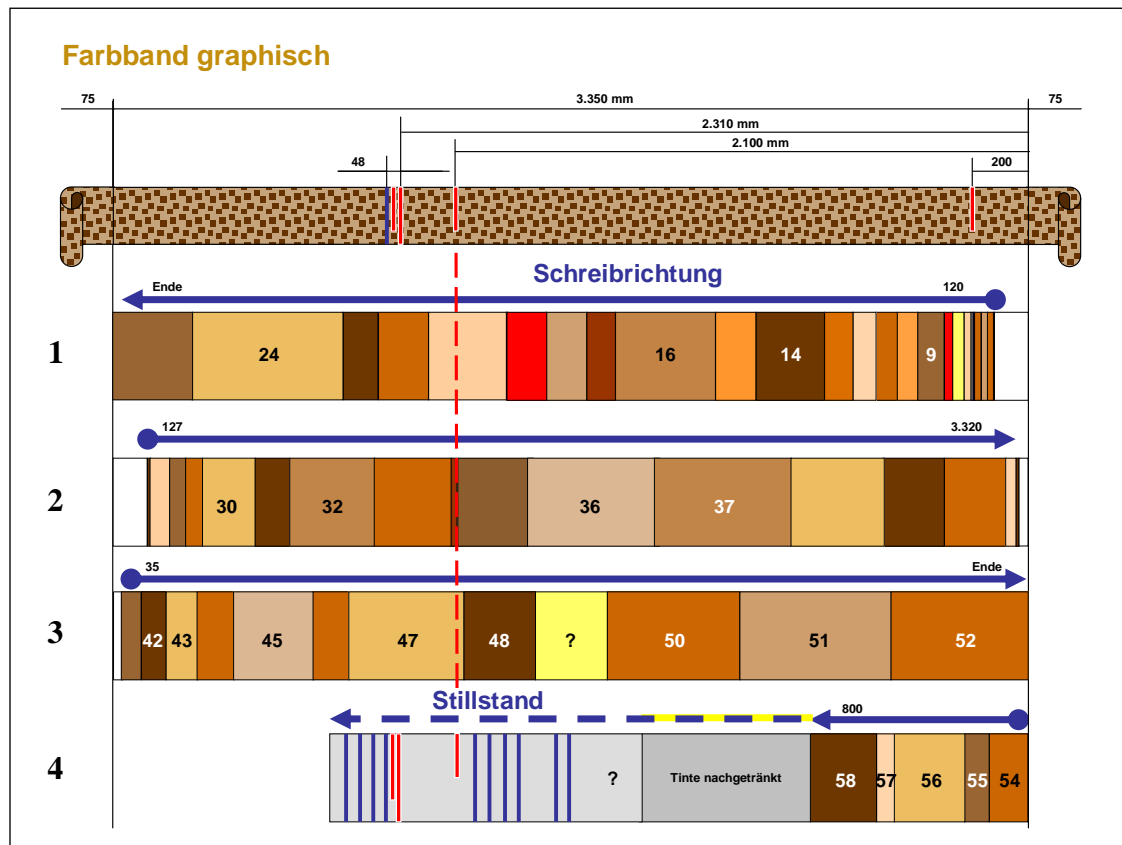 Farbband graphisch
75 3.350 mm 75
2.310 mm
2.100 mm
48 200
Schreibrichtung
Ende 120
1 24 16 14 9
127 3.320
2 30 32 36 37
35 Ende
3 42 43 45 47 48 ? 50 51 52
Stillstand
800
4 ? Tinte nachgetränkt 58 57 56 55 54